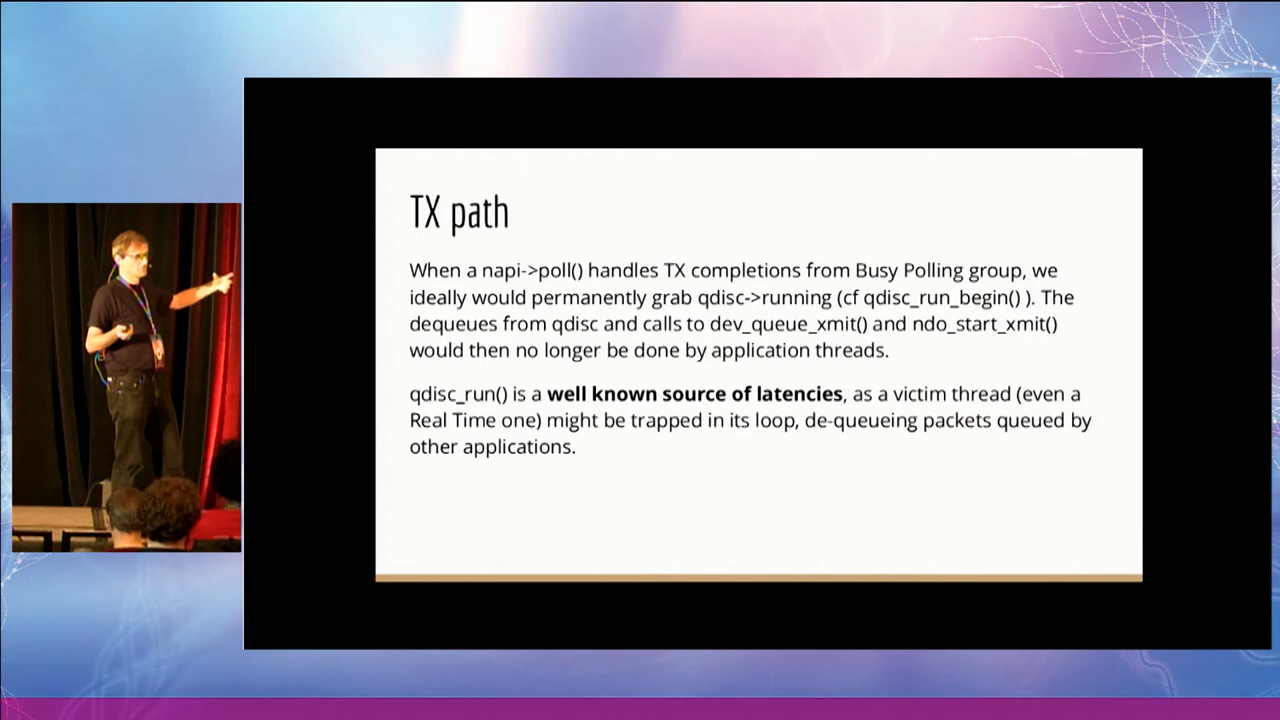 TX path
When a napi->poll() handles TX completions from Busy Polling group, we
ideally would permanently grab qdisc->running (cf qdisc_run_begin() ). The
dequeues from qdisc and calls to dev_queue_xmit() and ndo_start_xmit()
would then no longer be done by application threads.
qdisc_run() is a well known source of latencies, as a victim thread (even a
Real Time one) might be trapped in its loop, de-queueing packets queued by
other applications.